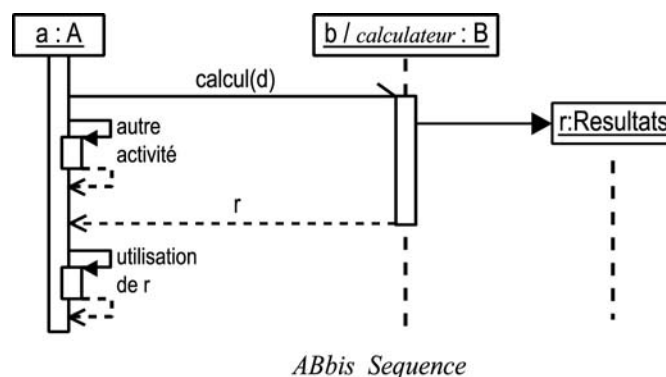 a : A
b / calculateur : B
calcul(d)
r:Resultats
autre
activité
r
utilisation
de r
ABbis Sequence